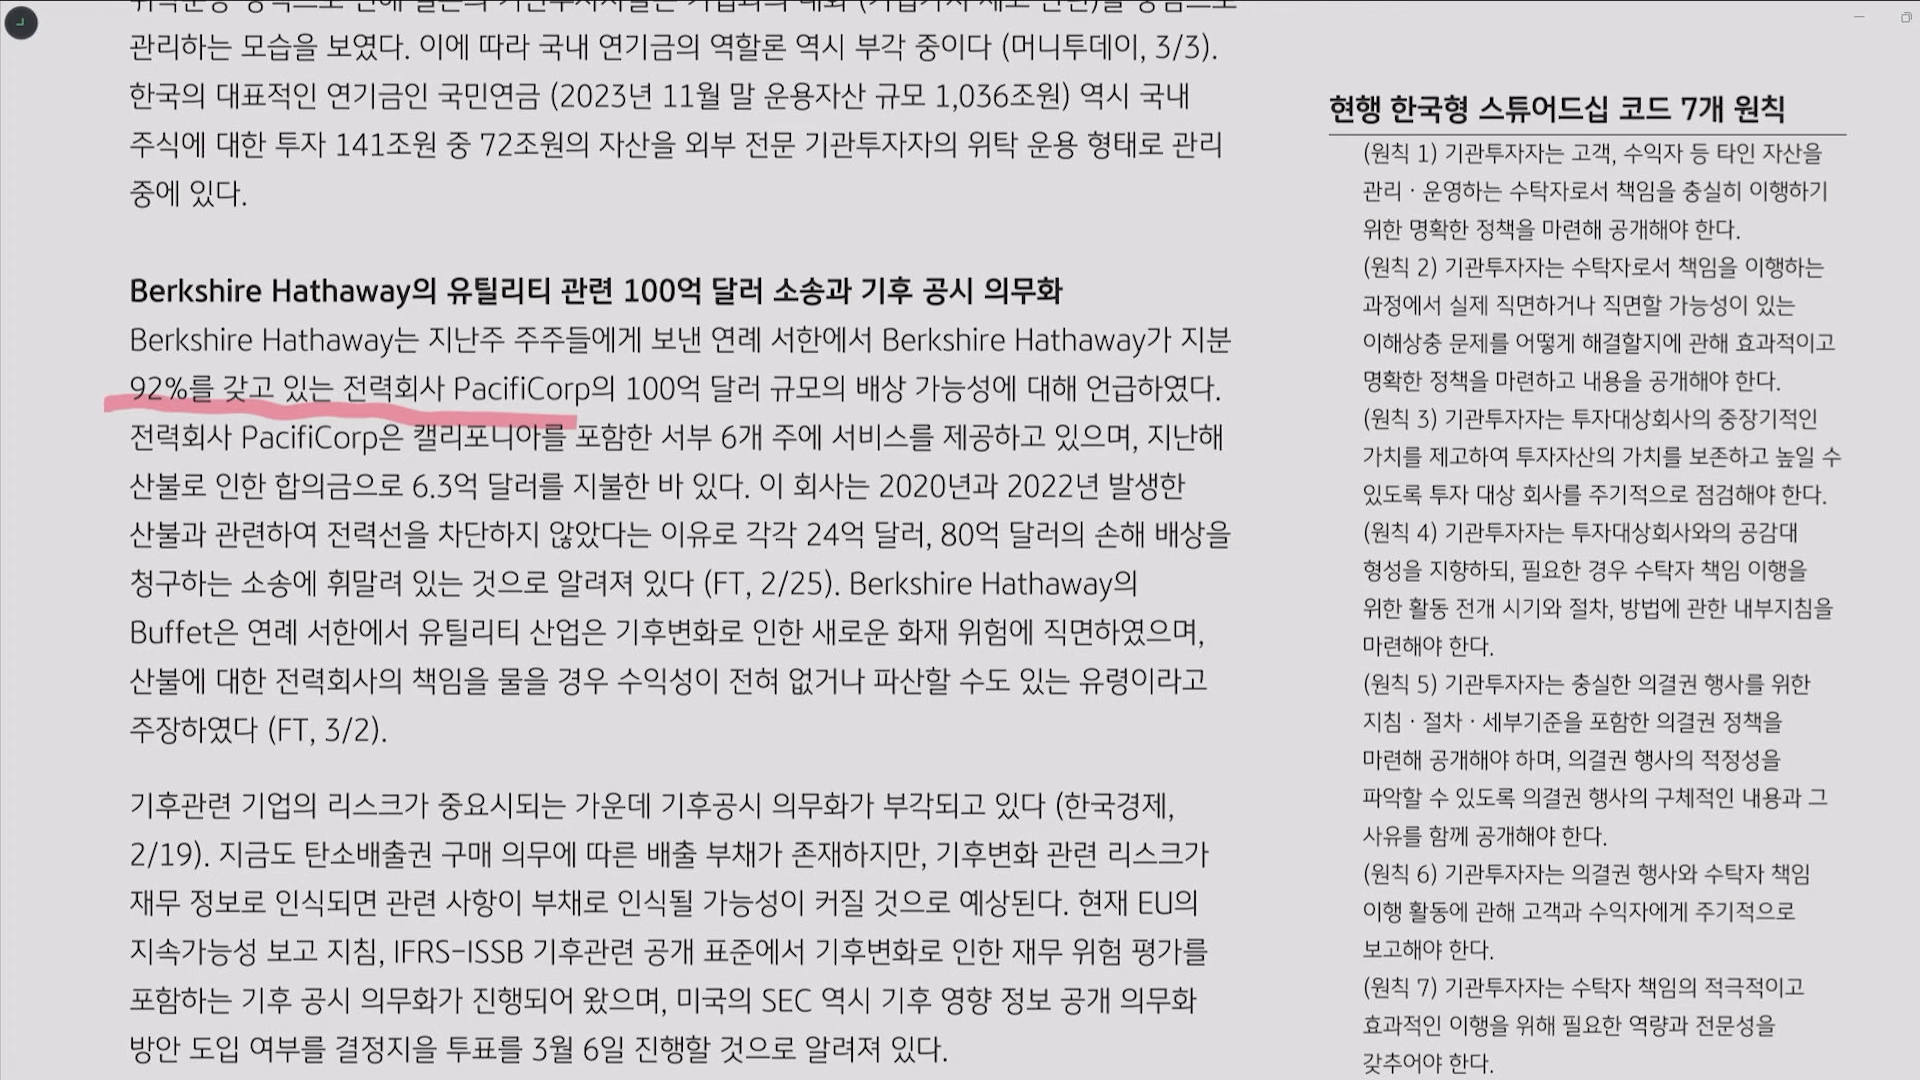 관리하는 모습을 보였다. 이에 따라 국내 연기금의 역할론 역시 부각 중이다 (머니투데이, 3/3).
한국의 대표적인 연기금인 국민연금 (2023년 11월 말 운용자산 규모 1,036조원) 역시 국내
주식에 대한 투자 141조원 중 72조원의 자산을 외부 전문 기관투자자의 위탁 운용 형태로 관리
중에 있다.
Berkshire Hathaway의 유틸리티 관련 100억 달러 소송과 기후 공시 의무화
Berkshire Hathaway는 지난주 주주들에게 보낸 연례 서한에서 Berkshire Hathaway가 지분
92%를 갖고 있는 전력회사 PacifiCorp의 100억 달러 규모의 배상 가능성에 대해 언급하였다.
전력회사 PacifiCorp은 캘리포니아를 포함한 서부 6개 주에 서비스를 제공하고 있으며, 지난해
산불로 인한 합의금으로 6.3억 달러를 지불한 바 있다. 이 회사는 2020년과 2022년 발생한
산불과 관련하여 전력선을 차단하지 않았다는 이유로 각각 24억 달러, 80억 달러의 손해 배상을
청구하는 소송에 휘말려 있는 것으로 알려져 있다 (FT, 2/25). Berkshire Hathaway의
Buffet은 연례 서한에서 유틸리티 산업은 기후변화로 인한 새로운 화재 위험에 직면하였으며,
산불에 대한 전력회사의 책임을 물을 경우 수익성이 전혀 없거나 파산할 수도 있는 유령이라고
주장하였다 (FT, 3/2).
기후관련 기업의 리스크가 중요시되는 가운데 기후공시 의무화가 부각되고 있다 (한국경제,
2/19). 지금도 탄소배출권 구매 의무에 따른 배출 부채가 존재하지만, 기후변화 관련 리스크가
재무 정보로 인식되면 관련 사항이 부채로 인식될 가능성이 커질 것으로 예상된다. 현재 EU의
지속가능성 보고 지침, IFRS-ISSB 기후관련 공개 표준에서 기후변화로 인한 재무 위험 평가를
포함하는 기후 공시 의무화가 진행되어 왔으며, 미국의 SEC 역시 기후 영향 정보 공개 의무화
방안 도입 여부를 결정지을 투표를 3월 6일 진행할 것으로 알려져 있다.
현행 한국형 스튜어드십 코드 7개 원칙
(원칙 1) 기관투자자는 고객, 수익자 등 타인 자산을
관리·운영하는 수탁자로서 책임을 충실히 이행하기
위한 명확한 정책을 마련해 공개해야 한다.
(원칙 2) 기관투자자는 수탁자로서 책임을 이행하는
과정에서 실제 직면하거나 직면할 가능성이 있는
이해상충 문제를 어떻게 해결할지에 관해 효과적이고
명확한 정책을 마련하고 내용을 공개해야 한다.
(원칙 3) 기관투자자는 투자대상회사의 중장기적인
가치를 제고하여 투자자산의 가치를 보존하고 높일 수
있도록 투자 대상 회사를 주기적으로 점검해야 한다.
(원칙 4) 기관투자자는 투자대상회사와의 공감대
형성을 지향하되, 필요한 경우 수탁자 책임 이행을
위한 활동 전개 시기와 절차, 방법에 관한 내부지침을
마련해야 한다.
(원칙 5) 기관투자자는 충실한 의결권 행사를 위한
지침·절차·세부기준을 포함한 의결권 정책을
마련해 공개해야 하며, 의결권 행사의 적정성을
파악할 수 있도록 의결권 행사의 구체적인 내용과 그
사유를 함께 공개해야 한다.
(원칙 6) 기관투자자는 의결권 행사와 수탁자 책임
이행 활동에 관해 고객과 수익자에게 주기적으로
보고해야 한다.
(원칙 7) 기관투자자는 수탁자 책임의 적극적이고
효과적인 이행을 위해 필요한 역량과 전문성을
갖추어야 한다.